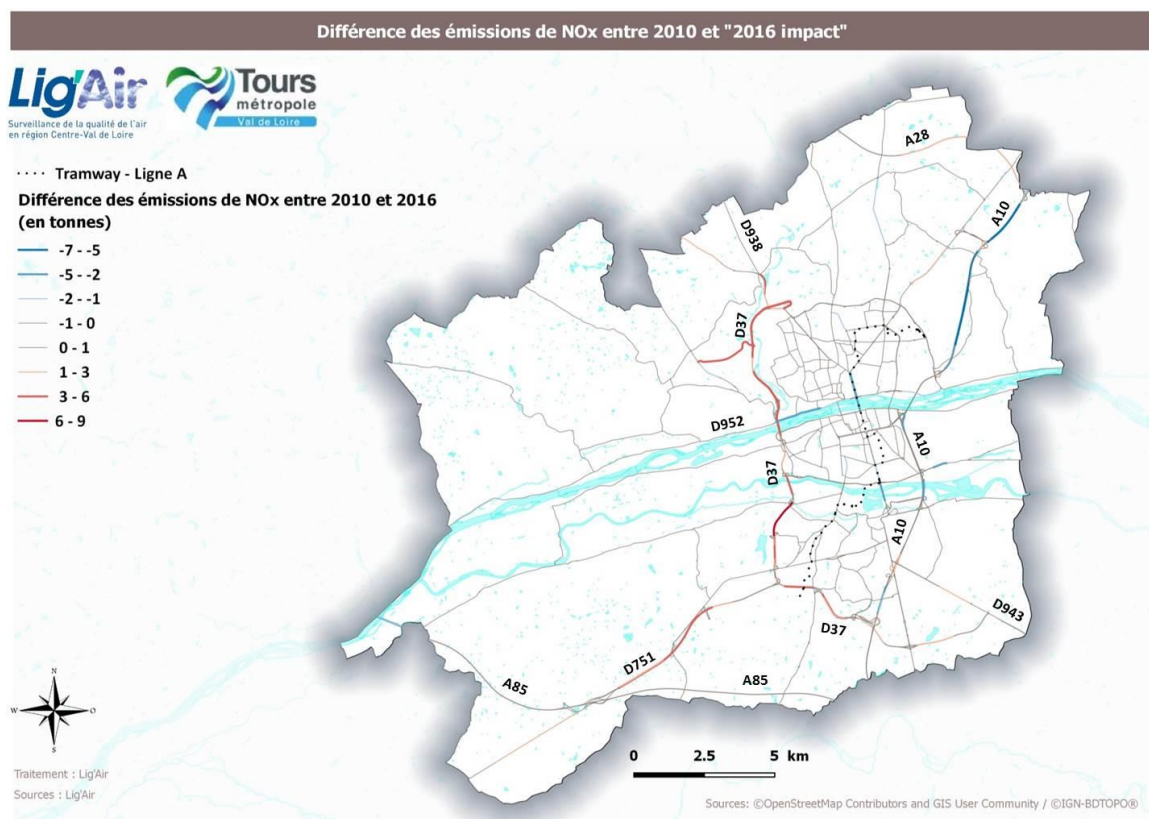 Différence des émissions de NOx entre 2010 et "2016 impact"
Lig'Air
Surveillance de la qualité de l'air
en région Centre-Val de Loire
Tours
métropole
Val de Loire
Tramway - Ligne A
Différence des émissions de NOx entre 2010 et 2016
(en tonnes)
-7 - -5
-5 - -2
-2 - -1
-1 - 0
0 - 1
1 - 3
3 - 6
6 - 9
A28
A10
D938
D37
D952
A10
D37
A10
D943
D37
D751
A85
A85
N
W
O
S
0 2.5 5 km
Traitement : Lig'Air
Sources : Lig'Air
Sources: ©OpenStreetMap Contributors and GIS User Community / ©IGN-BDTOPO®